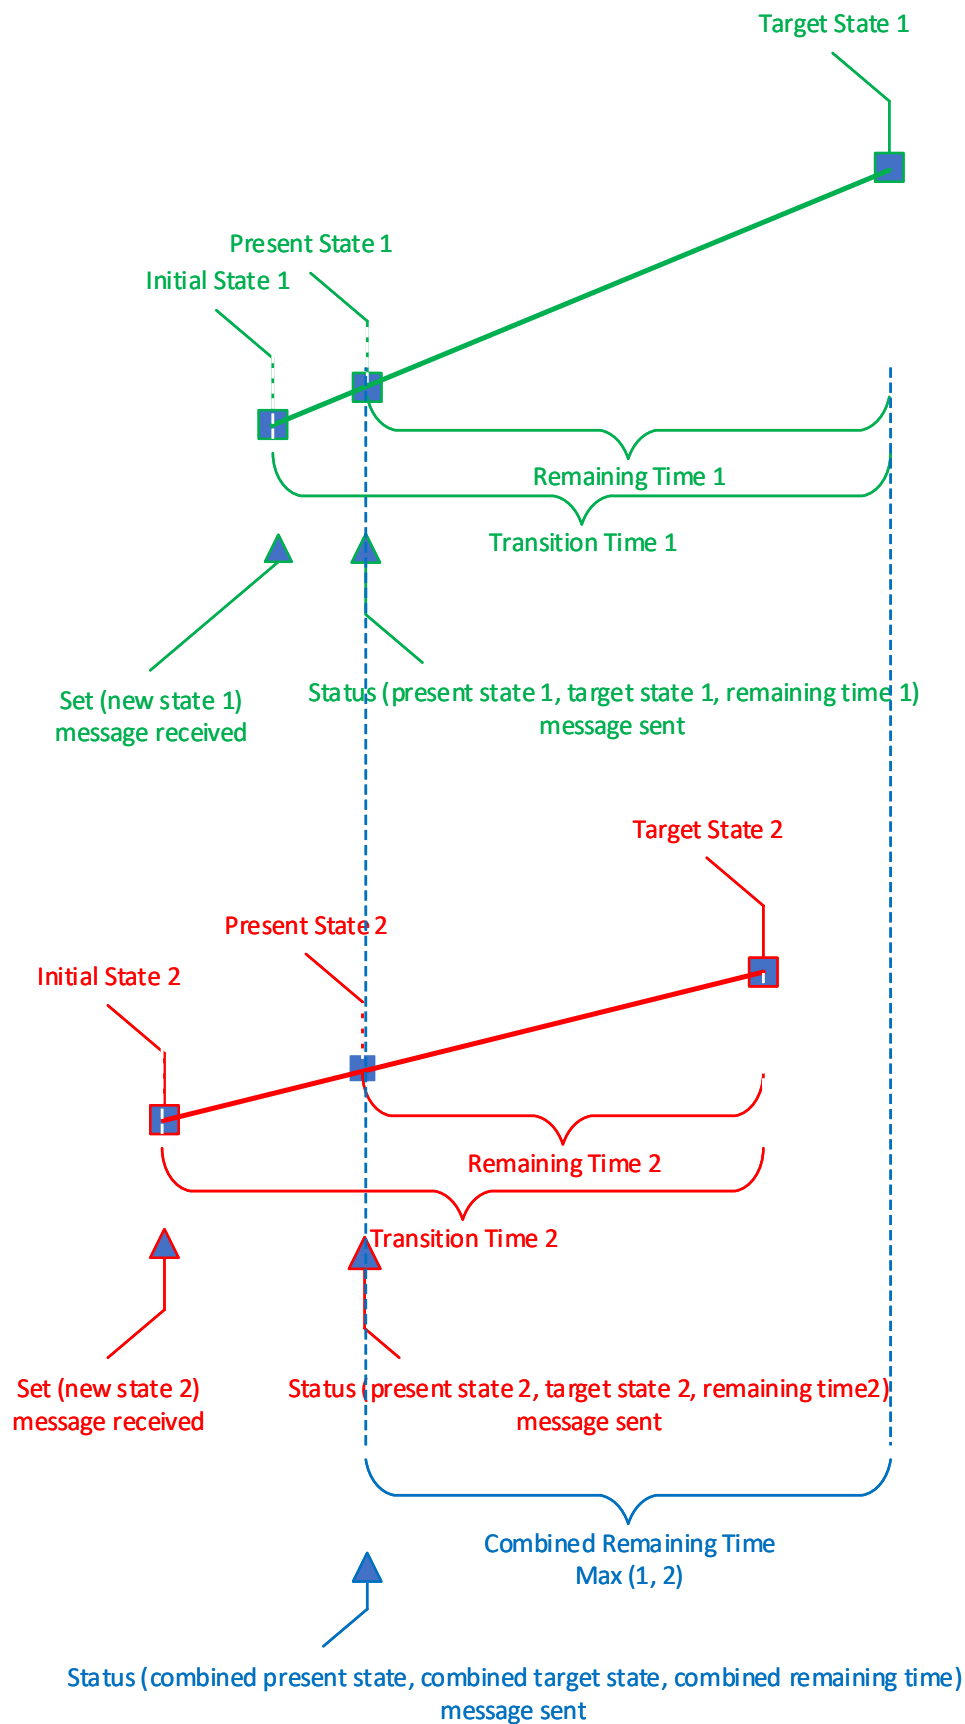 Target State 1
Present State 1
Initial State 1
Remaining Time 1
Transition Time 1
Set (new state 1)
message received
Status (present state 1, target state 1, remaining time 1)
message sent
Target State 2
Present State 2
Initial State 2
Remaining Time 2
Transition Time 2
Set (new state 2)
message received
Status (present state 2, target state 2, remaining time2)
message sent
Combined Remaining Time
Max (1, 2)
Status (combined present state, combined target state, combined remaining time)
message sent